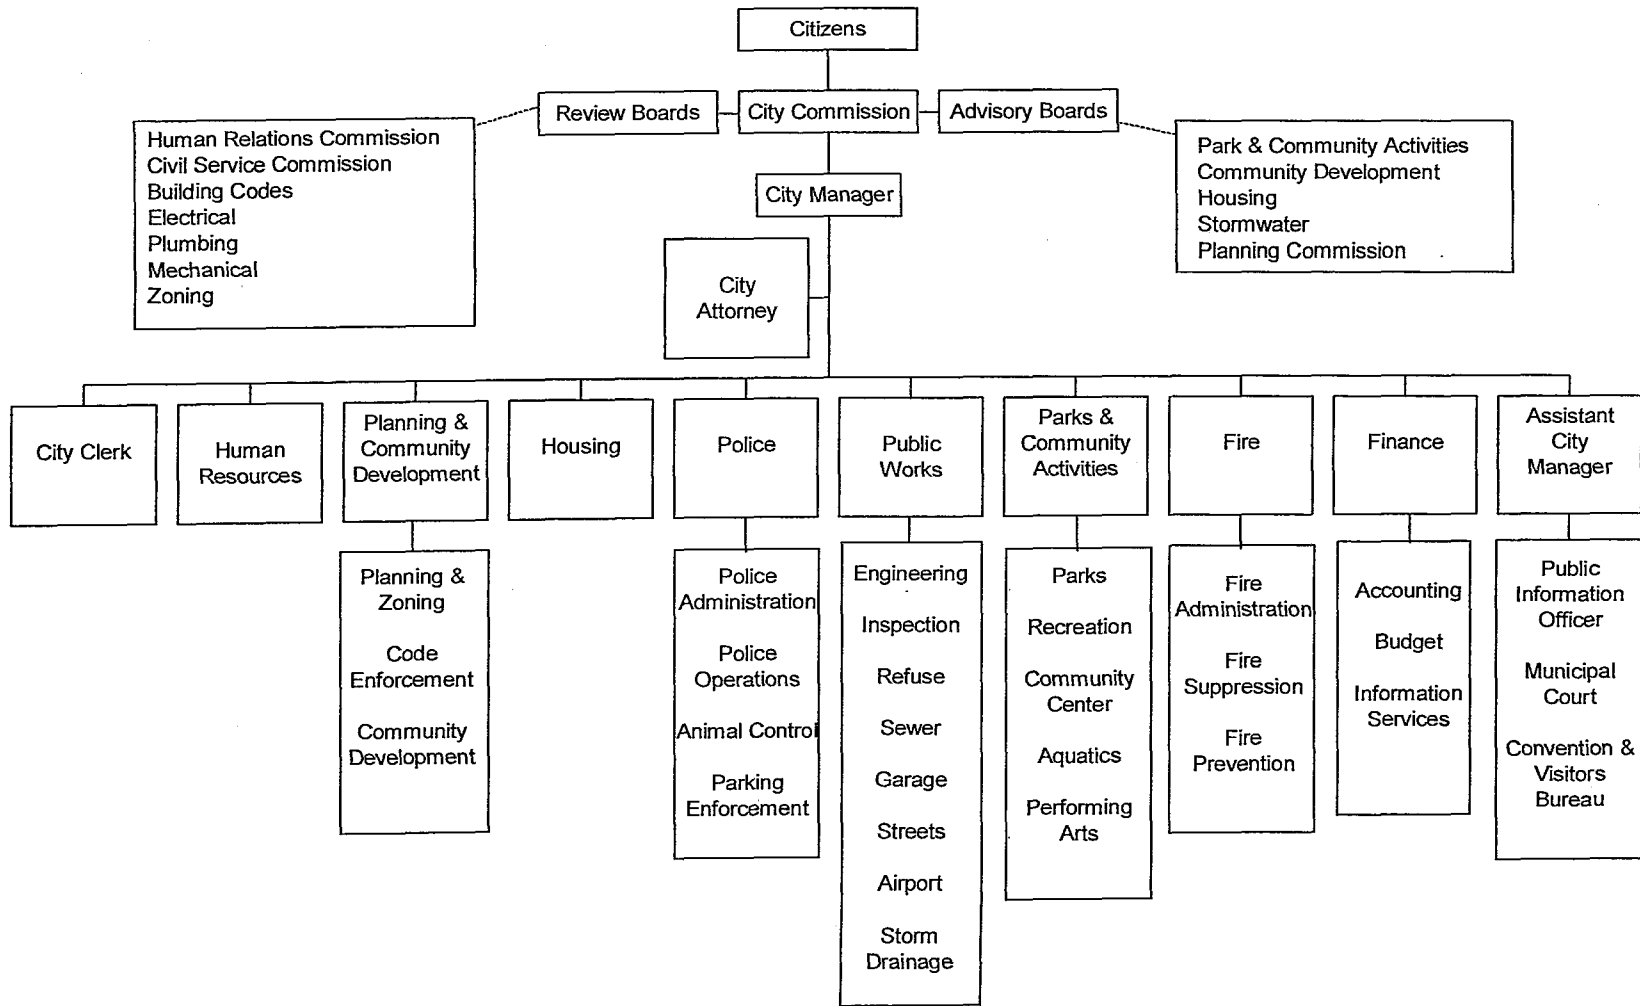 Citizens
Review Boards
City Commission
Advisory Boards
Human Relations Commission
Civil Service Commission
Building Codes
Electrical
Plumbing
Mechanical
Zoning
Park & Community Activities
Community Development
Housing
Stormwater
Planning Commission
City Manager
City
Attorney
City Clerk
Human
Resources
Planning &
Community
Development
Housing
Police
Public
Works
Parks &
Community
Activities
Fire
Finance
Assistant
City
Manager
Planning &
Zoning
Code
Enforcement
Community
Development
Police
Administration
Police
Operations
Animal Control
Parking
Enforcement
Engineering
Inspection
Refuse
Sewer
Garage
Streets
Airport
Storm
Drainage
Parks
Recreation
Community
Center
Aquatics
Performing
Arts
Fire
Administration
Fire
Suppression
Fire
Prevention
Accounting
Budget
Information
Services
Public
Information
Officer
Municipal
Court
Convention &
Visitors
Bureau